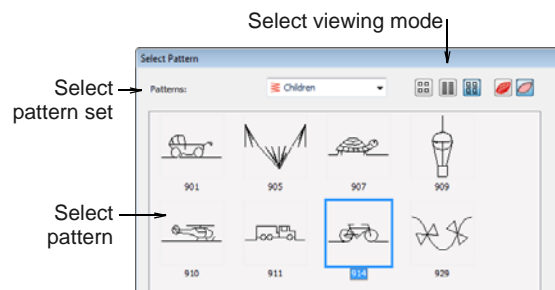 Select viewing mode
Select Pattern
Select
pattern set
Patterns:
Children
901
905
907
909
Select
pattern
910
911
914
929